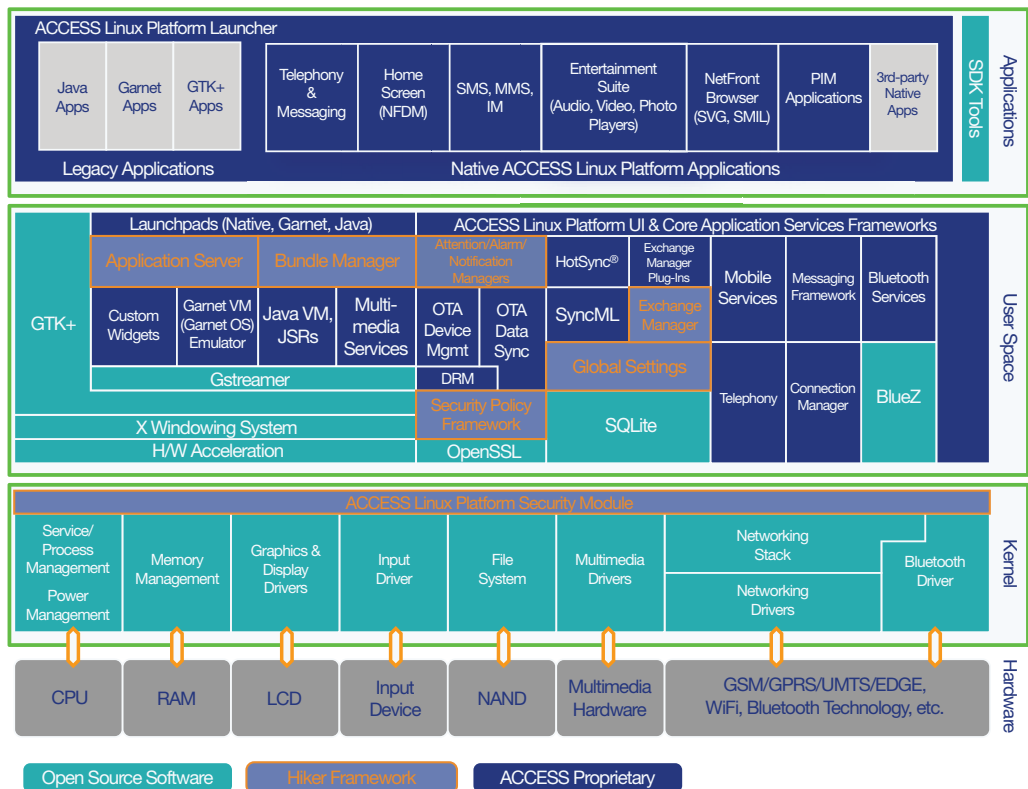 ACCESS Linux Platform Launcher
Java
Apps
Garnet
Apps
GTK+
Apps
Legacy Applications
Telephony
&
Messaging
Home
Screen
(NFDM)
SMS, MMS,
IM
Entertainment
Suite
(Audio, Video, Photo
Players)
NetFront
Browser
(SVG, SMIL)
PIM
Applications
3rd-party
Native
Apps
Native ACCESS Linux Platform Applications
SDK Tools
Applications
GTK+
Launchpads (Native, Garnet, Java)
ACCESS Linux Platform UI & Core Application Services Frameworks
Application Server
Bundle Manager
Attention/Alarm/
Notification
Managers
HotSync®
Exchange
Manager
Plug-Ins
Mobile
Services
Messaging
Framework
Bluetooth
Services
Custom
Widgets
Garnet VM
(Garnet OS)
Emulator
Java VM,
JSRs
Multi-
media
Services
OTA
Device
Mgmt
OTA
Data
Sync
SyncML
Exchange
Manager
Gstreamer
DRM
Global Settings
Telephony
Connection
Manager
BlueZ
Security Policy
Framework
SQLite
X Windowing System
H/W Acceleration
OpenSSL
User Space
ACCESS Linux Platform Security Module
Service/
Process
Management
Power
Management
Memory
Management
Graphics &
Display
Drivers
Input
Driver
File
System
Multimedia
Drivers
Networking
Stack
Networking
Drivers
Bluetooth
Driver
Kernel
CPU
RAM
LCD
Input
Device
NAND
Multimedia
Hardware
GSM/GPRS/UMTS/EDGE,
WiFi, Bluetooth Technology, etc.
Hardware
Open Source Software
Hiker Framework
ACCESS Proprietary